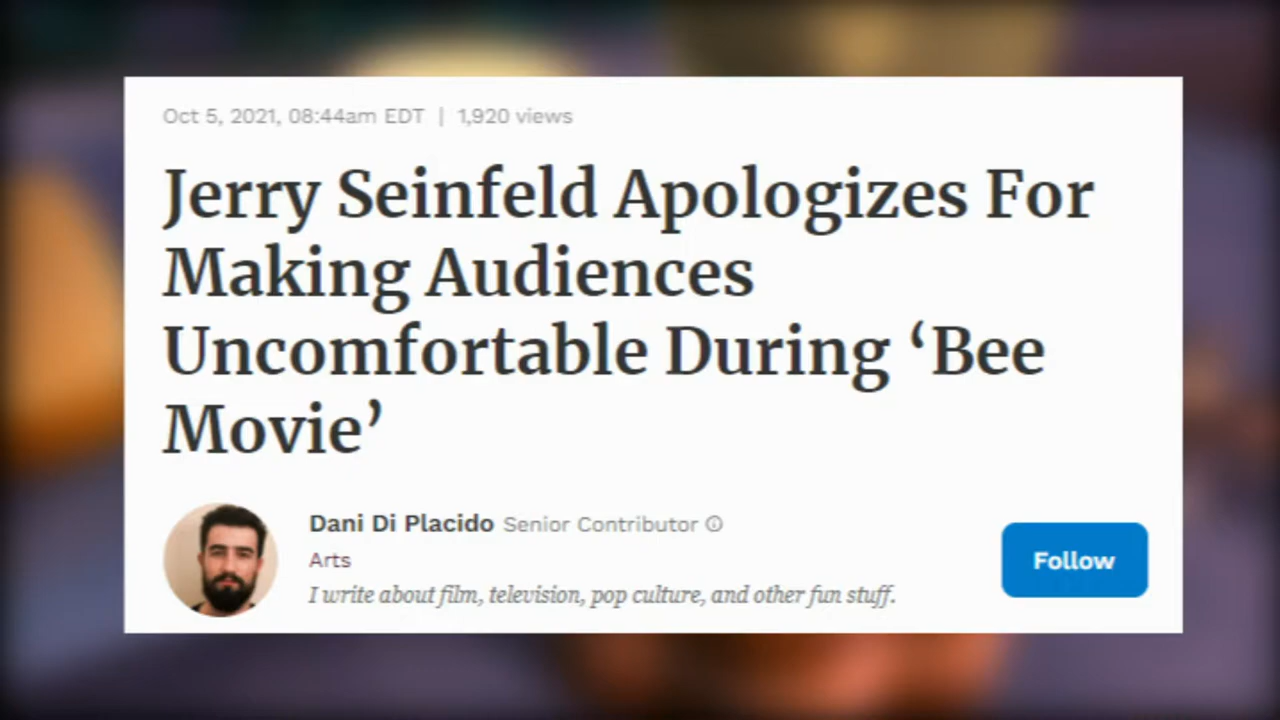 Oct 5, 2021, 08:44am EDT | 1,920 views
Jerry Seinfeld Apologizes For
Making Audiences
Uncomfortable During ‘Bee
Movie’
Dani Di Placido Senior Contributor
Arts
I write about film, television, pop culture, and other fun stuff.
Follow